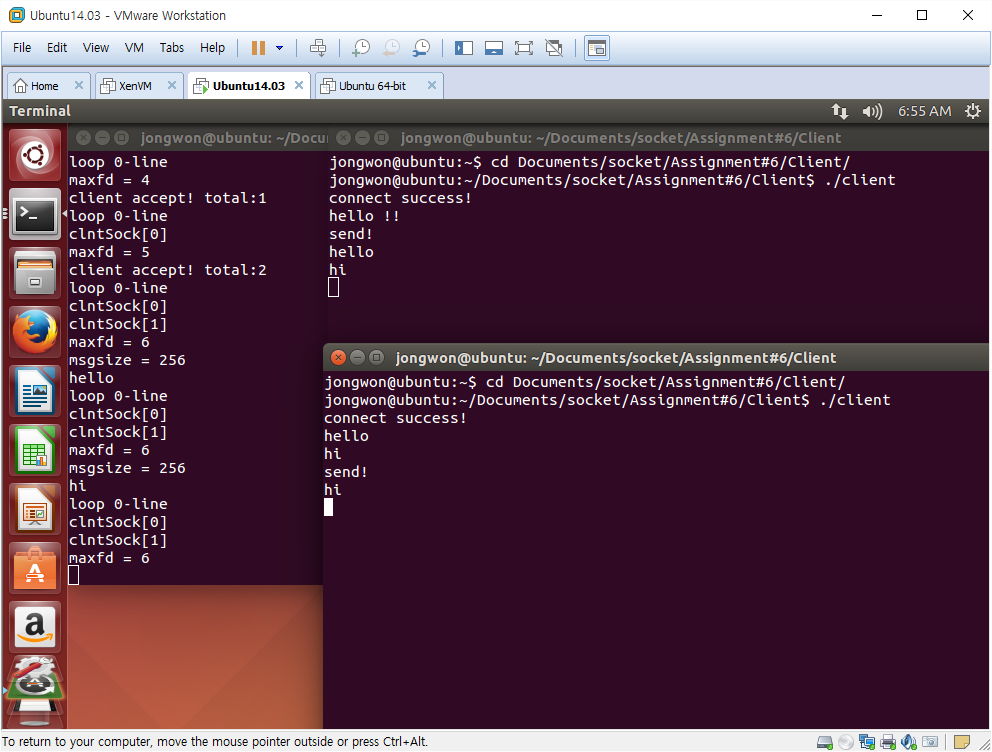 Ubuntu14.03 - VMware Workstation
File Edit View VM Tabs Help
Home XenVM Ubuntu14.03 Ubuntu 64-bit
Terminal 6:55 AM
jongwon@ubuntu: ~/Docu
loop 0-line
maxfd = 4
client accept! total:1
loop 0-line
clntSock[0]
maxfd = 5
client accept! total:2
loop 0-line
clntSock[0]
clntSock[1]
maxfd = 6
msgsize = 256
hello
loop 0-line
clntSock[0]
clntSock[1]
maxfd = 6
msgsize = 256
hi
loop 0-line
clntSock[0]
clntSock[1]
maxfd = 6
jongwon@ubuntu: ~/Documents/socket/Assignment#6/Client
jongwon@ubuntu:~$ cd Documents/socket/Assignment#6/Client/
jongwon@ubuntu:~/Documents/socket/Assignment#6/Client$ ./client
connect success!
hello !!
send!
hello
hi
jongwon@ubuntu: ~/Documents/socket/Assignment#6/Client
jongwon@ubuntu:~$ cd Documents/socket/Assignment#6/Client/
jongwon@ubuntu:~/Documents/socket/Assignment#6/Client$ ./client
connect success!
hello
hi
send!
hi
To return to your computer, move the mouse pointer outside or press Ctrl+Alt.